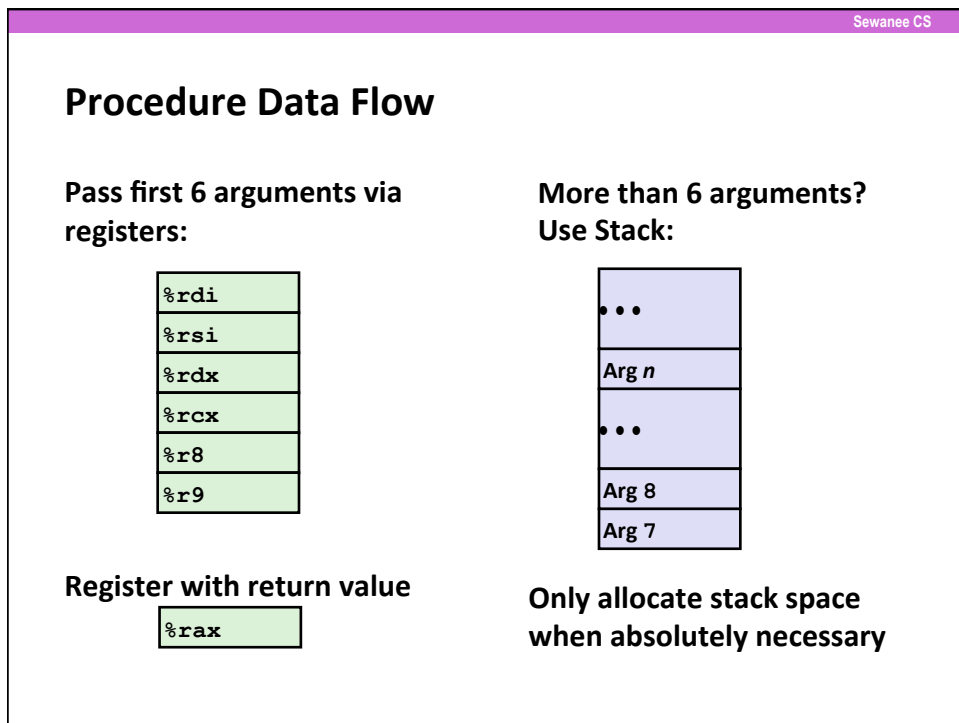 Sewanee CS
Procedure Data Flow
Pass first 6 arguments via
registers:
%rdi
%rsi
%rdx
%rcx
%r8
%r9
Register with return value
%rax
More than 6 arguments?
Use Stack:
•••
Arg n
•••
Arg 8
Arg 7
Only allocate stack space
when absolutely necessary